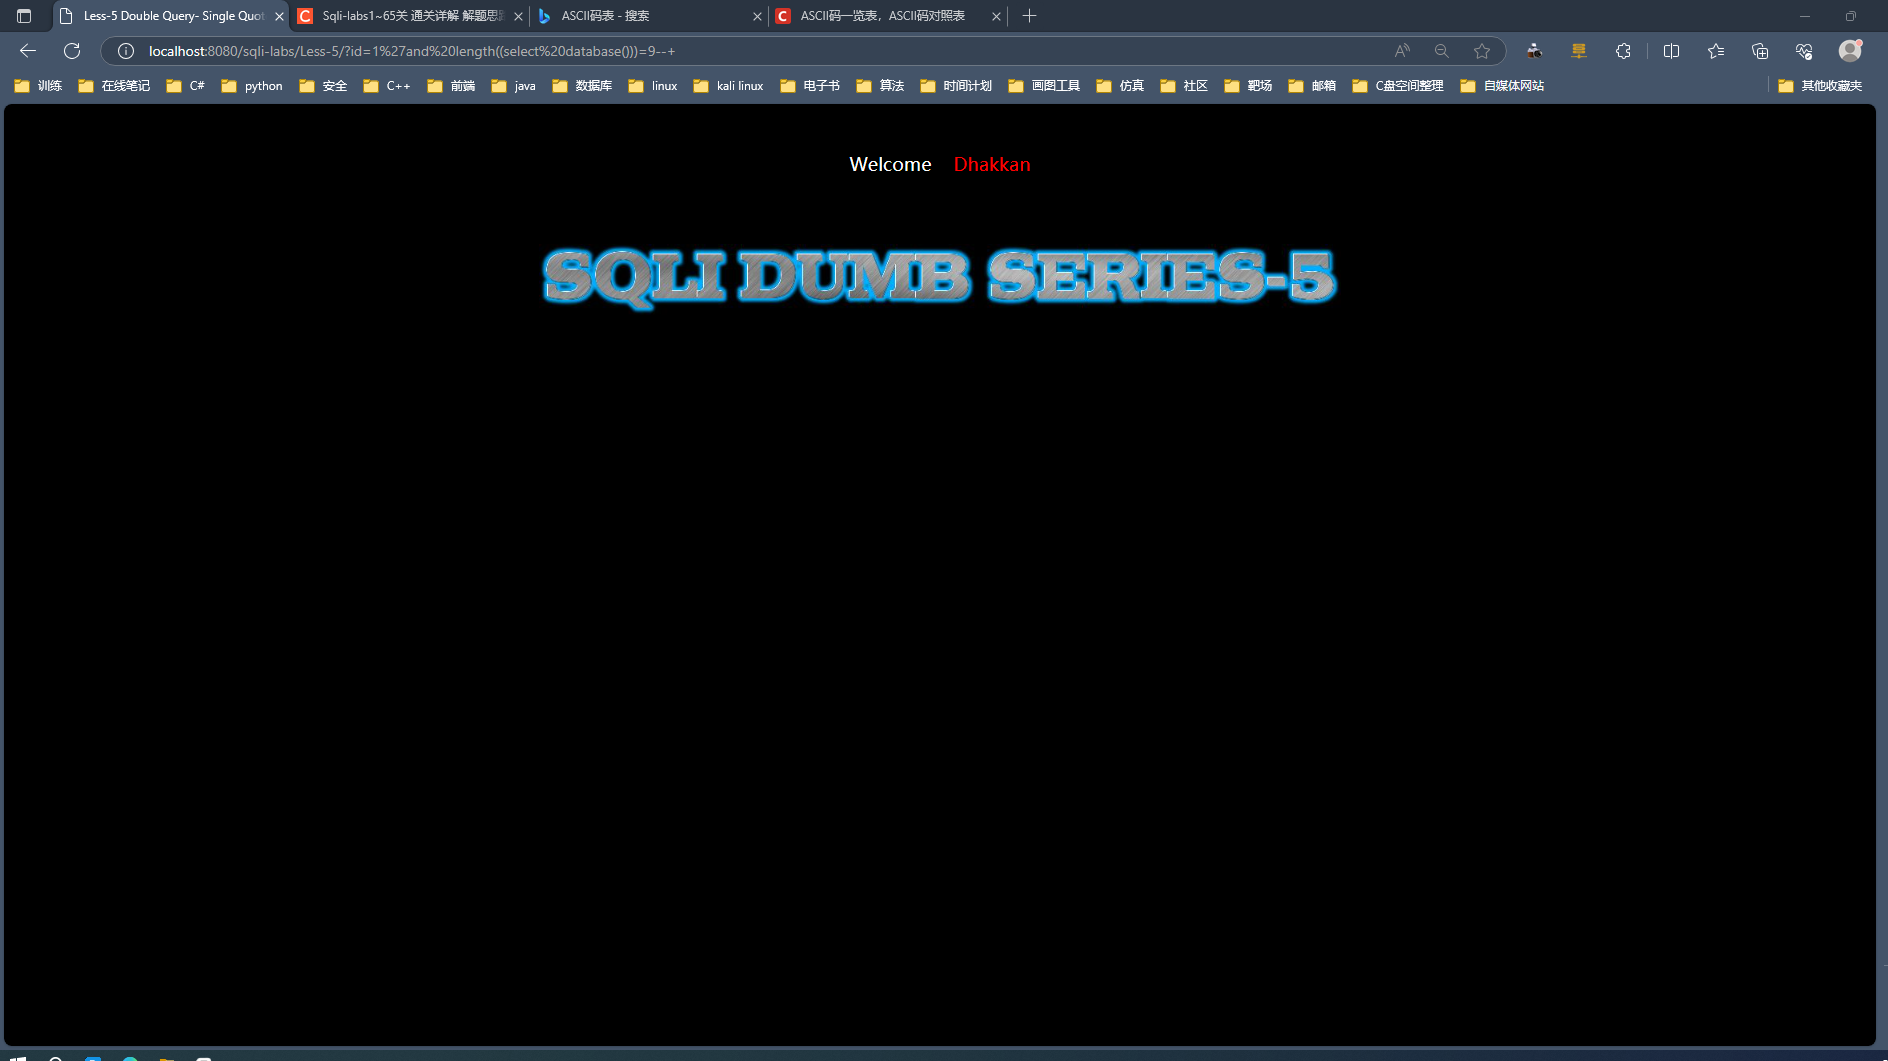 Less-5 Double Query- Single Quot
Sqli-labs1~65关 通关详解 解题思路
ASCII码表 - 搜索
ASCII码一览表，ASCII码对照表
localhost:8080/sqli-labs/Less-5/?id=1%27and%20length((select%20database()))=9--+
训练 在线笔记 C# python 安全 C++ 前端 java 数据库 linux kali linux 电子书 算法 时间计划 画图工具 仿真 社区 靶场 邮箱 C盘空间整理 自媒体网站 其他收藏夹
Welcome Dhakkan
SQLI DUMB SERIES-5